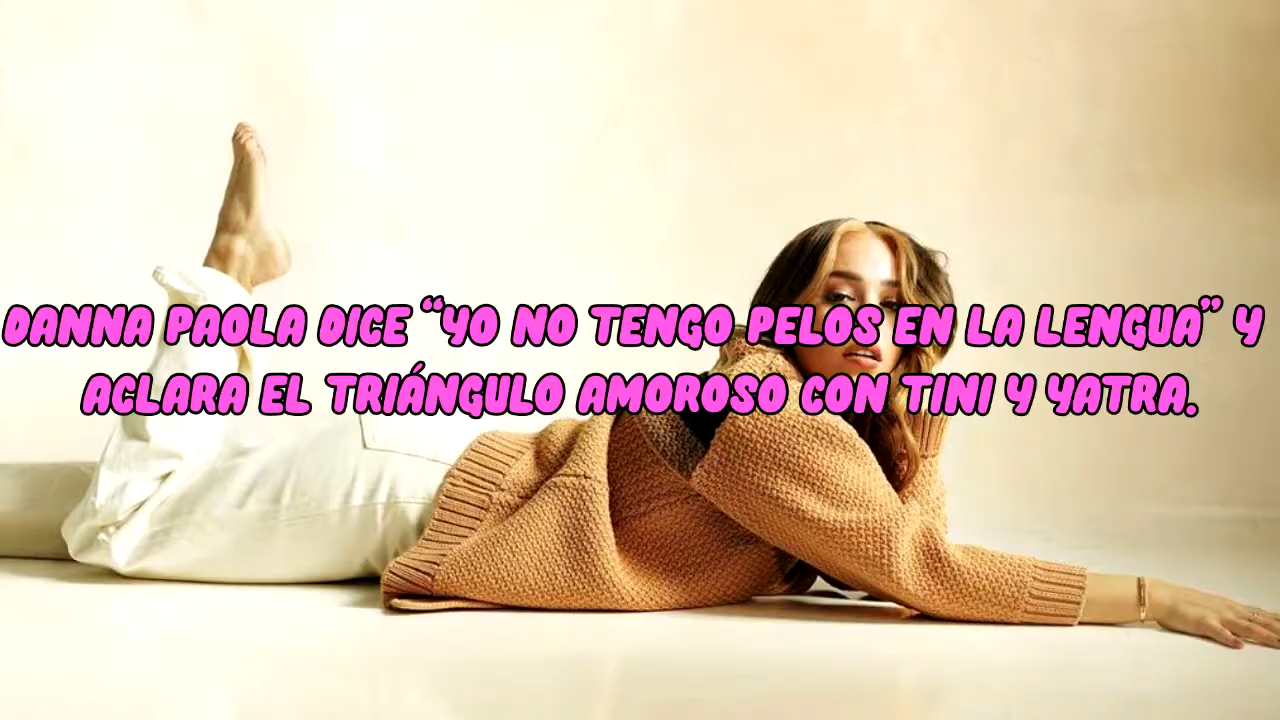 DANNA PAOLA DICE “YO NO TENGO PELOS EN LA LENGUA” Y
ACLARA EL TRIÁNGULO AMOROSO CON TINI Y YATRA.